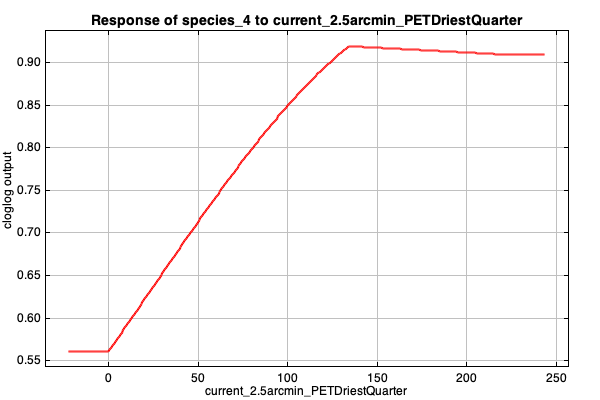 Response of species_4 to current_2.5arcmin_PETDriestQuarter
cloglog output
0.90
0.85
0.80
0.75
0.70
0.65
0.60
0.55
0 50 100 150 200 250
current_2.5arcmin_PETDriestQuarter